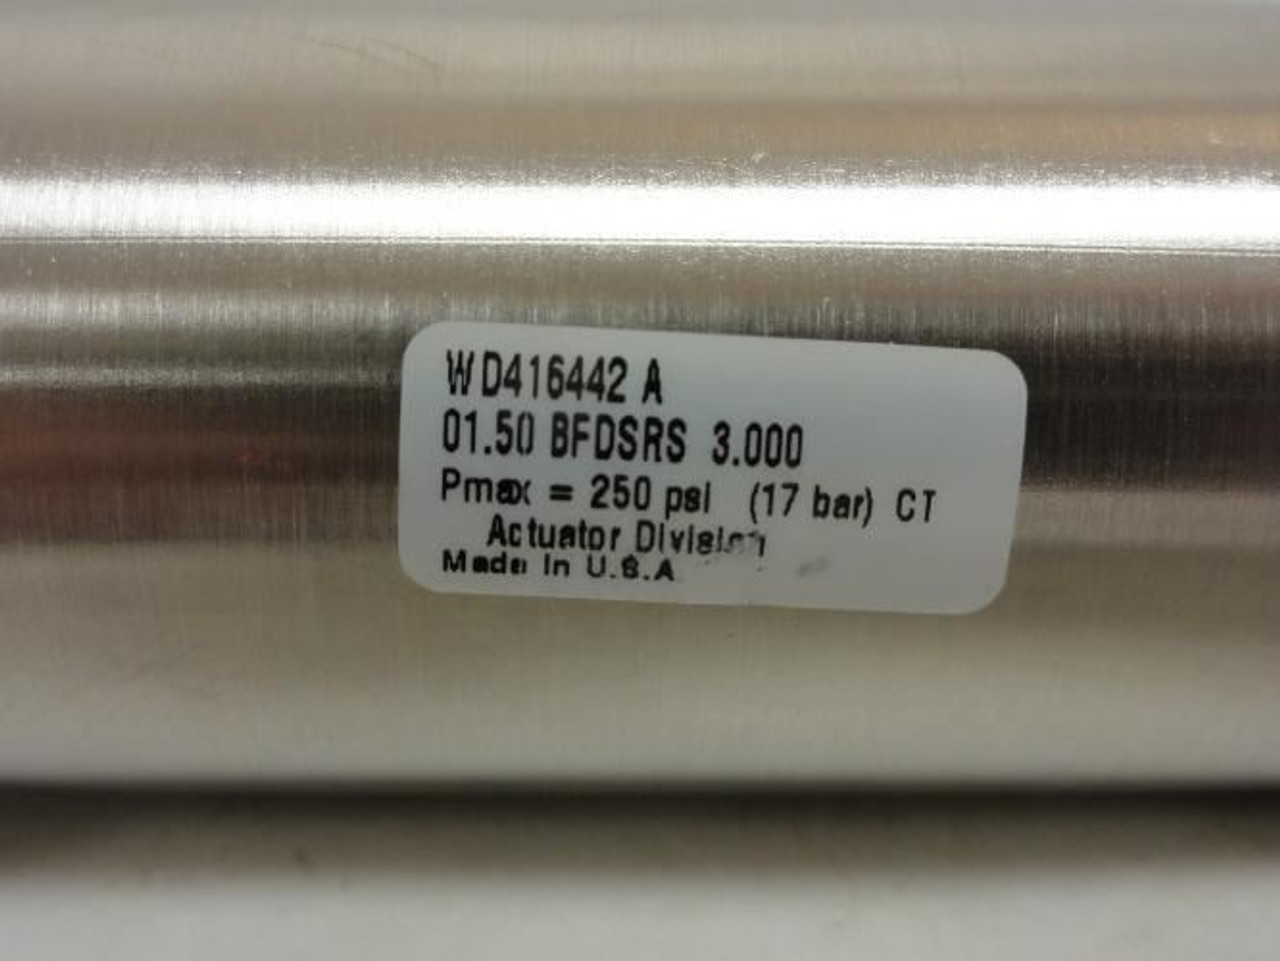 WD416442 A
01.50 BFDSRS 3.000
Pmax = 250 psi (17 bar) CT
Actuator Division
Made In U.S.A